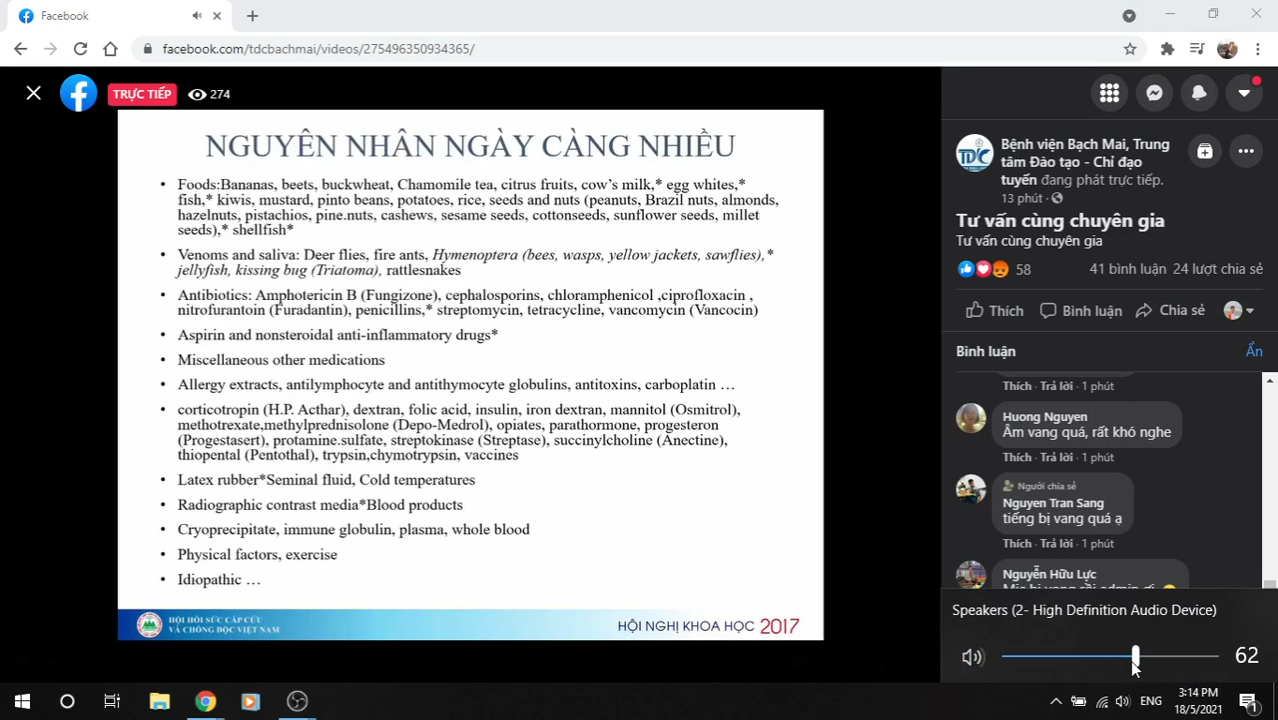 Facebook
facebook.com/tdcbachmai/videos/275496350934365/
TRỰC TIẾP 274
NGUYÊN NHÂN NGÀY CÀNG NHIỀU
• Foods:Bananas, beets, buckwheat, Chamomile tea, citrus fruits, cow's milk,* egg whites,*
fish,* kiwis, mustard, pinto beans, potatoes, rice, seeds and nuts (peanuts, Brazil nuts, almonds,
hazelnuts, pistachios, pine.nuts, cashews, sesame seeds, cottonseeds, sunflower seeds, millet
seeds),* shellfish*
• Venoms and saliva: Deer flies, fire ants, Hymenoptera (bees, wasps, yellow jackets, sawflies),*
jellyfish, kissing bug (Triatoma), rattlesnakes
• Antibiotics: Amphotericin B (Fungizone), cephalosporins, chloramphenicol ,ciprofloxacin ,
nitrofurantoin (Furadantin), penicillins,* streptomycin, tetracycline, vancomycin (Vancocin)
• Aspirin and nonsteroidal anti-inflammatory drugs*
• Miscellaneous other medications
• Allergy extracts, antilymphocyte and antithymocyte globulins, antitoxins, carboplatin …
• corticotropin (H.P. Acthar), dextran, folic acid, insulin, iron dextran, mannitol (Osmitrol),
methotrexate,methylprednisolone (Depo-Medrol), opiates, parathormone, progesteron
(Progestasert), protamine.sulfate, streptokinase (Streptase), succinylcholine (Anectine),
thiopental (Pentothal), trypsin,chymotrypsin, vaccines
• Latex rubber*Seminal fluid, Cold temperatures
• Radiographic contrast media*Blood products
• Cryoprecipitate, immune globulin, plasma, whole blood
• Physical factors, exercise
• Idiopathic …
HỘI HỒI SỨC CẤP CỨU
VÀ CHỐNG ĐỘC VIỆT NAM
HỘI NGHỊ KHOA HỌC 2017
TDC
Bệnh viện Bạch Mai, Trung
tâm Đào tạo - Chỉ đạo
tuyến đang phát trực tiếp.
13 phút ·
Tư vấn cùng chuyên gia
Tư vấn cùng chuyên gia
58 41 bình luận 24 lượt chia sẻ
Thích Bình luận Chia sẻ
Bình luận Ẩn
Thích · Trả lời · 1 phút
Huong Nguyen
Âm vang quá, rất khó nghe
Thích · Trả lời · 1 phút
Người chia sẻ
Nguyen Tran Sang
tiếng bị vang quá ạ
Thích · Trả lời · 1 phút
Nguyễn Hữu Lực
Speakers (2- High Definition Audio Device)
62
ENG
3:14 PM
18/5/2021
1